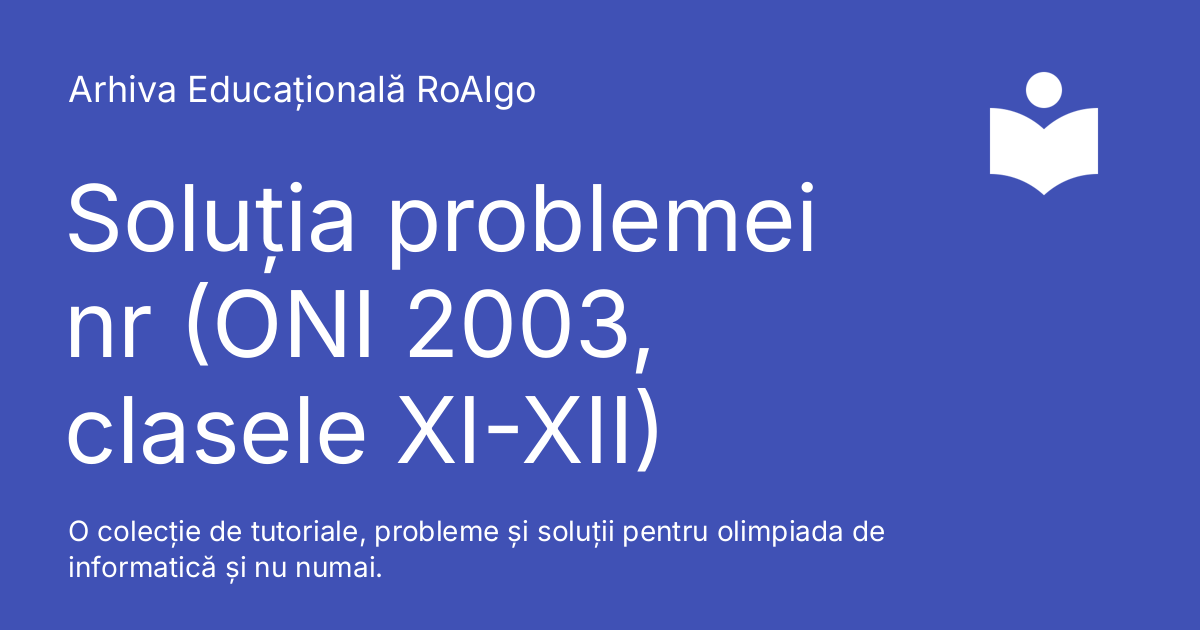 Arhiva Educațională RoAlgo
Soluția problemei
nr (ONI 2003,
clasele XI-XII)
O colecție de tutoriale, probleme și soluții pentru olimpiada de
informatică și nu numai.